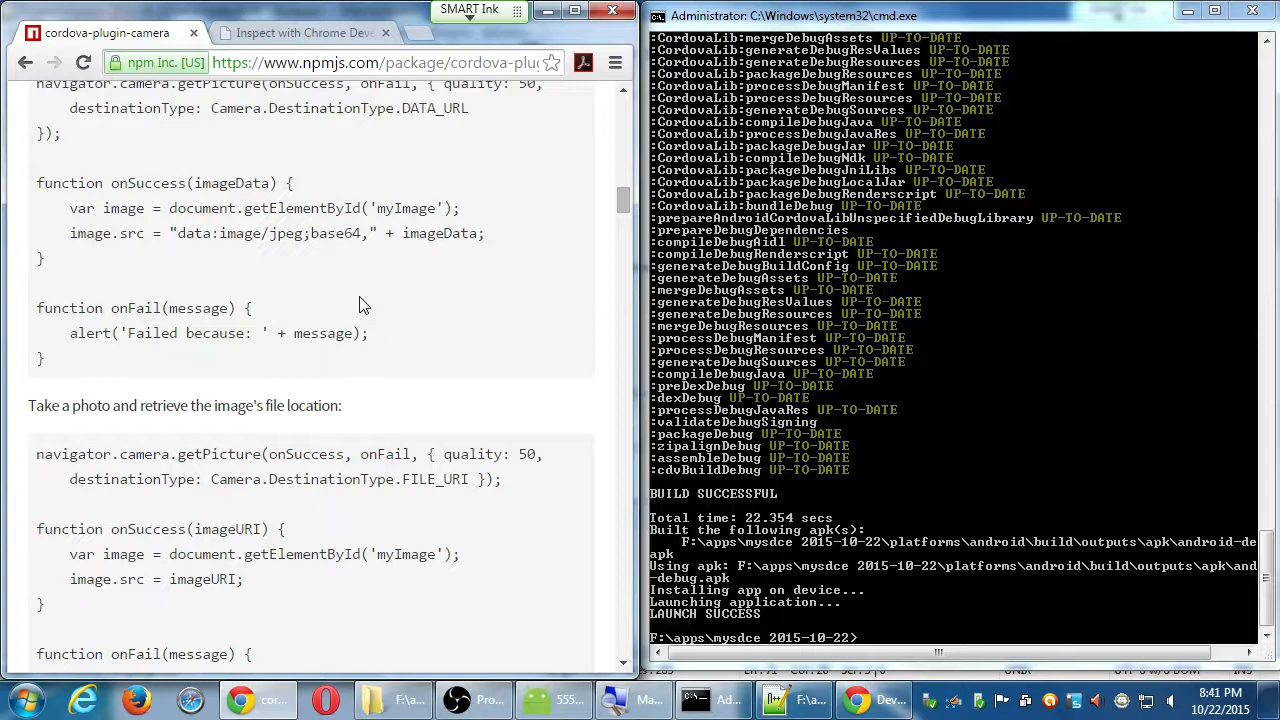 SMART Ink
cordova-plugin-camera
Inspect with Chrome Dev
npm Inc. [US]
https://www.npmjs.com/package/cordova-plu
navigator.camera.getPicture(onSuccess, onFail, { quality: 50,
destinationType: Camera.DestinationType.DATA_URL
});
function onSuccess(imageData) {
var image = document.getElementById('myImage');
image.src = "data:image/jpeg;base64," + imageData;
}
function onFail(message) {
alert('Failed because: ' + message);
}
Take a photo and retrieve the image's file location:
navigator.camera.getPicture(onSuccess, onFail, { quality: 50,
destinationType: Camera.DestinationType.FILE_URI });
function onSuccess(imageURI) {
var image = document.getElementById('myImage');
image.src = imageURI;
}
function onFail(message) {
Administrator: C:\Windows\system32\cmd.exe
:CordovaLib:mergeDebugAssets UP-TO-DATE
:CordovaLib:generateDebugResValues UP-TO-DATE
:CordovaLib:generateDebugResources UP-TO-DATE
:CordovaLib:packageDebugResources UP-TO-DATE
:CordovaLib:processDebugManifest UP-TO-DATE
:CordovaLib:processDebugResources UP-TO-DATE
:CordovaLib:generateDebugSources UP-TO-DATE
:CordovaLib:compileDebugJava UP-TO-DATE
:CordovaLib:processDebugJavaRes UP-TO-DATE
:CordovaLib:packageDebugJar UP-TO-DATE
:CordovaLib:compileDebugNdk UP-TO-DATE
:CordovaLib:packageDebugJniLibs UP-TO-DATE
:CordovaLib:packageDebugLocalJar UP-TO-DATE
:CordovaLib:packageDebugRenderscript UP-TO-DATE
:CordovaLib:bundleDebug UP-TO-DATE
:prepareAndroidCordovaLibUnspecifiedDebugLibrary UP-TO-DATE
:prepareDebugDependencies
:compileDebugAidl UP-TO-DATE
:compileDebugRenderscript UP-TO-DATE
:generateDebugBuildConfig UP-TO-DATE
:generateDebugAssets UP-TO-DATE
:mergeDebugAssets UP-TO-DATE
:generateDebugResValues UP-TO-DATE
:generateDebugResources UP-TO-DATE
:mergeDebugResources UP-TO-DATE
:processDebugManifest UP-TO-DATE
:processDebugResources UP-TO-DATE
:generateDebugSources UP-TO-DATE
:compileDebugJava UP-TO-DATE
:preDexDebug UP-TO-DATE
:dexDebug UP-TO-DATE
:processDebugJavaRes UP-TO-DATE
:validateDebugSigning
:packageDebug UP-TO-DATE
:zipalignDebug UP-TO-DATE
:assembleDebug UP-TO-DATE
:cdvBuildDebug UP-TO-DATE
BUILD SUCCESSFUL
Total time: 22.354 secs
Built the following apk(s):
F:\apps\mysdce 2015-10-22\platforms\android\build\outputs\apk\android-de
apk
Using apk: F:\apps\mysdce 2015-10-22\platforms\android\build\outputs\apk\and
-debug.apk
Installing app on device...
Launching application...
LAUNCH SUCCESS
F:\apps\mysdce 2015-10-22>
cor...
F:\a...
Pro...
555...
Ma...
Ad...
F:\a...
Dev...
8:41 PM
10/22/2015